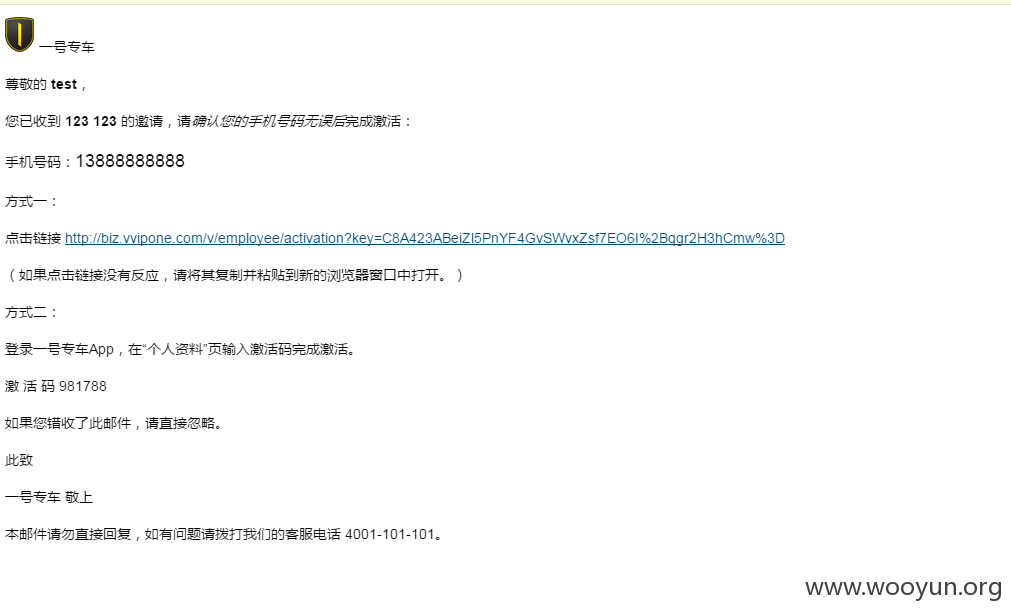 一号专车
尊敬的 test，
您已收到 123 123 的邀请，请确认您的手机号码无误后完成激活：
手机号码：13888888888
方式一：
点击链接 http://biz.vvipone.com/v/employee/activation?key=C8A423ABeiZI5PnYF4GvSWvxZsf7EO6I%2Bqgr2H3hCmw%3D
（如果点击链接没有反应，请将其复制并粘贴到新的浏览器窗口中打开。）
方式二：
登录一号专车App，在“个人资料”页输入激活码完成激活。
激 活 码 981788
如果您错收了此邮件，请直接忽略。
此致
一号专车 敬上
本邮件请勿直接回复，如有问题请拨打我们的客服电话 4001-101-101。
www.wooyun.org